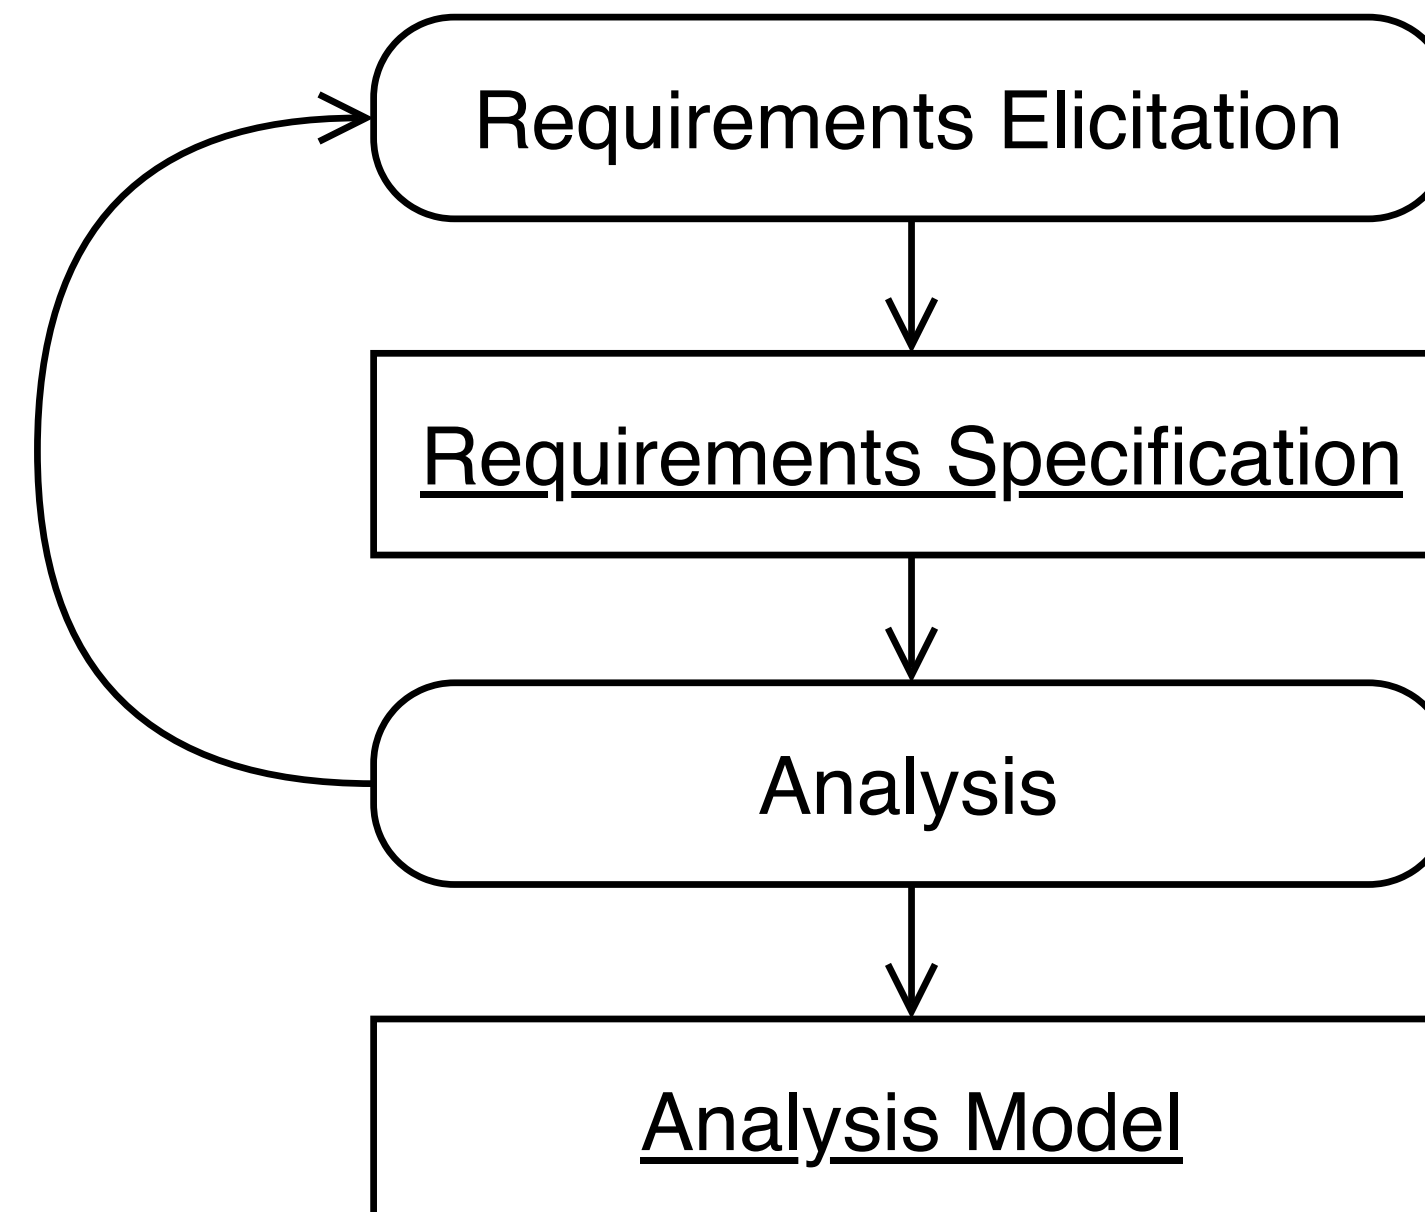 Requirements Elicitation
Requirements Specification
Analysis
Analysis Model